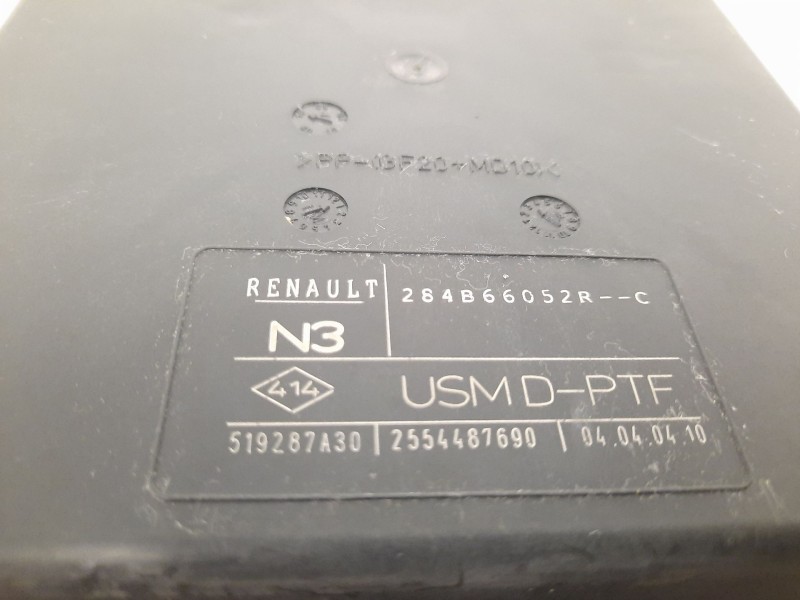 >PP-GF20+MD10<
RENAULT 284B66052R--C
N3
414 USM D-PTF
519287A30 2554487690 04.04.04.10